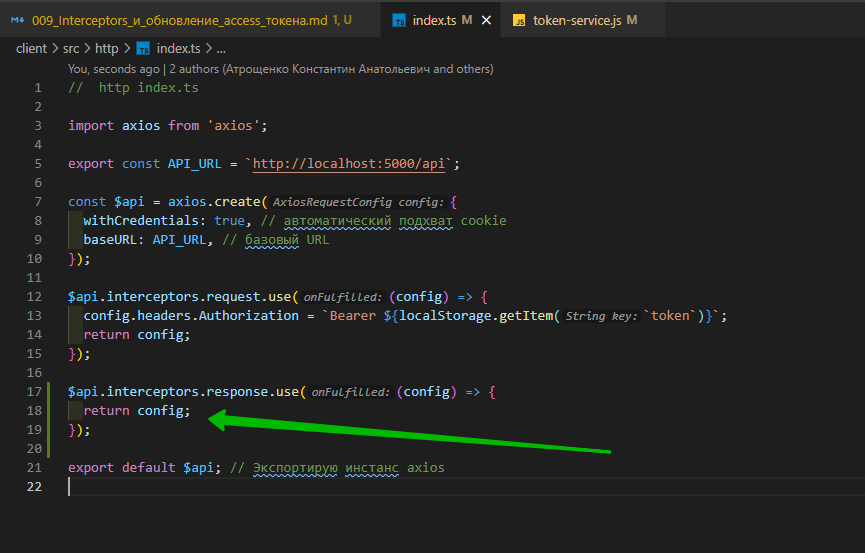 009_Interceptors_и_обновление_access_токена.md 1, U
index.ts M
token-service.js M
client > src > http > index.ts > ...
You, seconds ago | 2 authors (Атрощенко Константин Анатольевич and others)
1 // http index.ts
2
3 import axios from 'axios';
4
5 export const API_URL = `http://localhost:5000/api`;
6
7 const $api = axios.create( AxiosRequestConfig config: {
8 withCredentials: true, // автоматический подхват cookie
9 baseURL: API_URL, // базовый URL
10 });
11
12 $api.interceptors.request.use( onFulfilled: (config) => {
13 config.headers.Authorization = `Bearer ${localStorage.getItem( String key: `token`)}`;
14 return config;
15 });
16
17 $api.interceptors.response.use( onFulfilled: (config) => {
18 return config;
19 });
20
21 export default $api; // Экспортирую инстанс axios
22